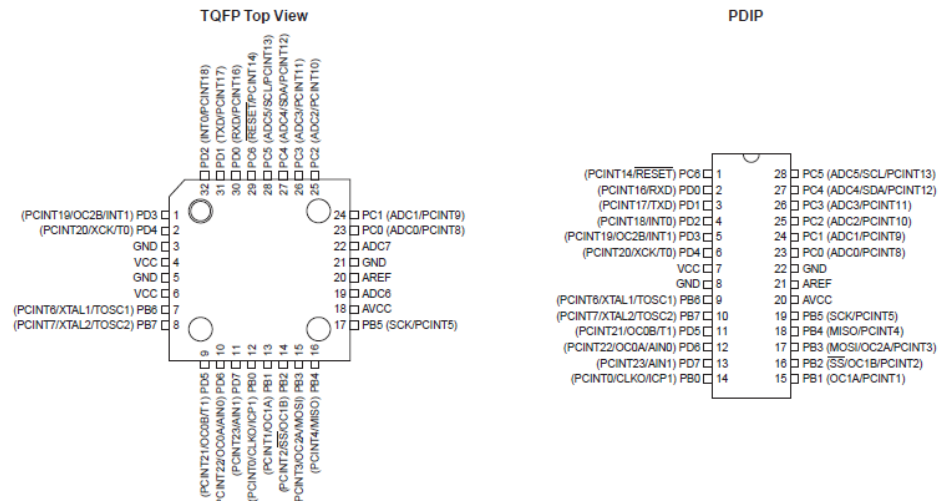 TQFP Top View
PD2 (INT0/PCINT18)
PD1 (TXD/PCINT17)
PD0 (RXD/PCINT16)
PC6 (RESET/PCINT14)
PC5 (ADC5/SCL/PCINT13)
PC4 (ADC4/SDA/PCINT12)
PC3 (ADC3/PCINT11)
PC2 (ADC2/PCINT10)
32
31
30
29
28
27
26
25
(PCINT19/OC2B/INT1) PD3 1
(PCINT20/XCK/T0) PD4 2
GND 3
VCC 4
GND 5
VCC 6
(PCINT6/XTAL1/TOSC1) PB6 7
(PCINT7/XTAL2/TOSC2) PB7 8
24 PC1 (ADC1/PCINT9)
23 PC0 (ADC0/PCINT8)
22 ADC7
21 GND
20 AREF
19 ADC6
18 AVCC
17 PB5 (SCK/PCINT5)
9
10
11
12
13
14
15
16
(PCINT21/OC0B/T1) PD5
PCINT22/OC0A/AIN0) PD6
(PCINT23/AIN1) PD7
(PCINT0/CLKO/ICP1) PB0
(PCINT1/OC1A) PB1
(PCINT2/SS/OC1B) PB2
PCINT3/OC2A/MOSI) PB3
(PCINT4/MISO) PB4
PDIP
(PCINT14/RESET) PC6 1
(PCINT16/RXD) PD0 2
(PCINT17/TXD) PD1 3
(PCINT18/INT0) PD2 4
(PCINT19/OC2B/INT1) PD3 5
(PCINT20/XCK/T0) PD4 6
VCC 7
GND 8
(PCINT6/XTAL1/TOSC1) PB6 9
(PCINT7/XTAL2/TOSC2) PB7 10
(PCINT21/OC0B/T1) PD5 11
(PCINT22/OC0A/AIN0) PD6 12
(PCINT23/AIN1) PD7 13
(PCINT0/CLKO/ICP1) PB0 14
28 PC5 (ADC5/SCL/PCINT13)
27 PC4 (ADC4/SDA/PCINT12)
26 PC3 (ADC3/PCINT11)
25 PC2 (ADC2/PCINT10)
24 PC1 (ADC1/PCINT9)
23 PC0 (ADC0/PCINT8)
22 GND
21 AREF
20 AVCC
19 PB5 (SCK/PCINT5)
18 PB4 (MISO/PCINT4)
17 PB3 (MOSI/OC2A/PCINT3)
16 PB2 (SS/OC1B/PCINT2)
15 PB1 (OC1A/PCINT1)